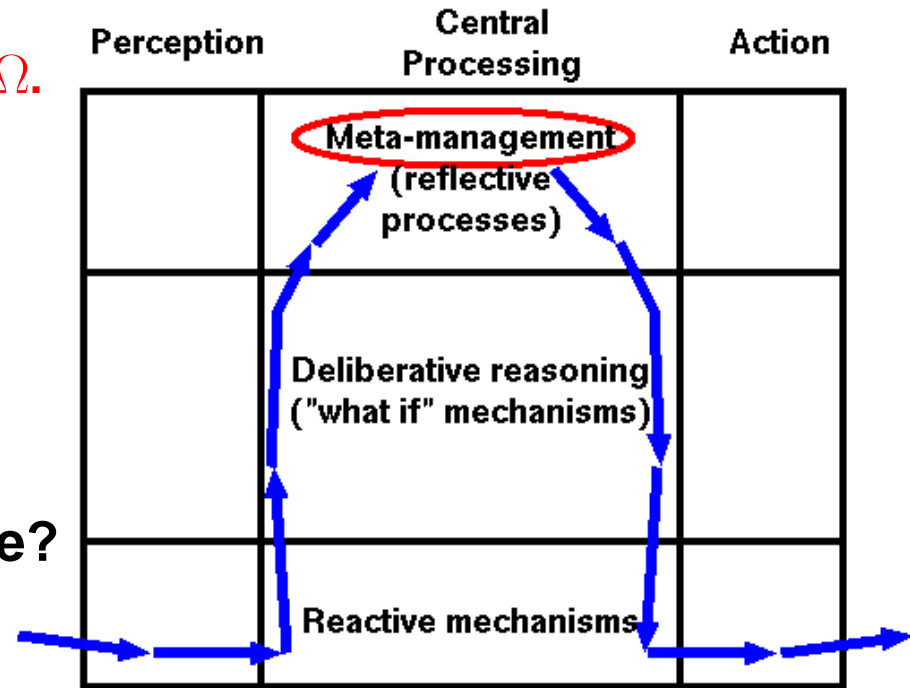 Perception
Central
Processing
Action
Ω.
Meta-management
(reflective
processes)
Deliberative reasoning
("what if" mechanisms)
e?
Reactive mechanisms